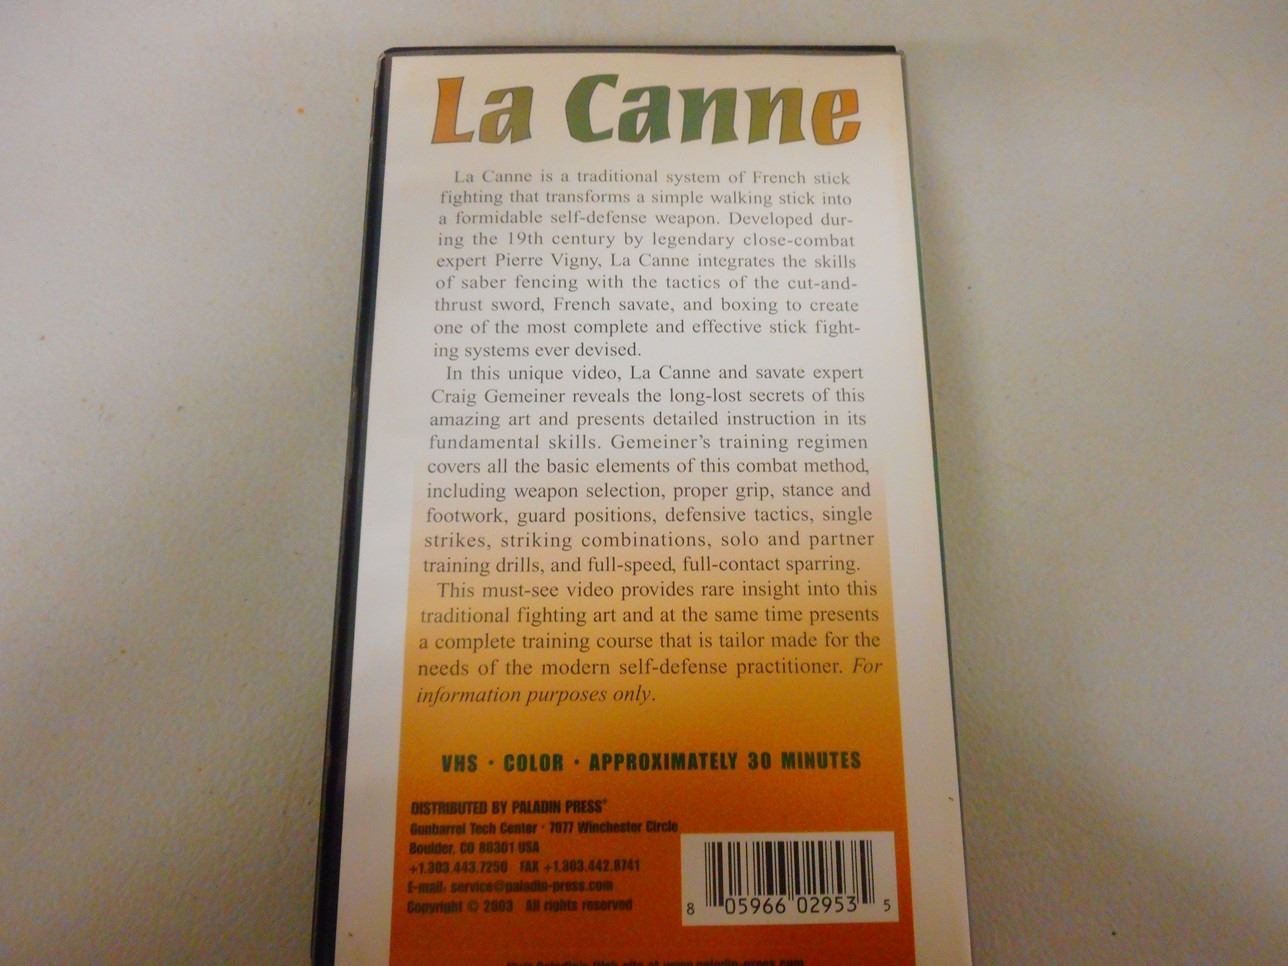 La Canne
La Canne is a traditional system of French stick
fighting that transforms a simple walking stick into
a formidable self-defense weapon. Developed dur-
ing the 19th century by legendary close-combat
expert Pierre Vigny, La Canne integrates the skills
of saber fencing with the tactics of the cut-and-
thrust sword, French savate, and boxing to create
one of the most complete and effective stick fight-
ing systems ever devised.
In this unique video, La Canne and savate expert
Craig Gemeiner reveals the long-lost secrets of this
amazing art and presents detailed instruction in its
fundamental skills. Gemeiner's training regimen
covers all the basic elements of this combat method,
including weapon selection, proper grip, stance and
footwork, guard positions, defensive tactics, single
strikes, striking combinations, solo and partner
training drills, and full-speed, full-contact sparring.
This must-see video provides rare insight into this
traditional fighting art and at the same time presents
a complete training course that is tailor made for the
needs of the modern self-defense practitioner. For
information purposes only.
VHS · COLOR · APPROXIMATELY 30 MINUTES
DISTRIBUTED BY PALADIN PRESS®
Gunbarrel Tech Center · 7077 Winchester Circle
Boulder, CO 80301 USA
+1.303.443.7250 FAX +1.303.442.8741
E-mail: service@paladin-press.com
Copyright © 2003 All rights reserved
8 05966 02953 5
Web site at www.paladin-press.com